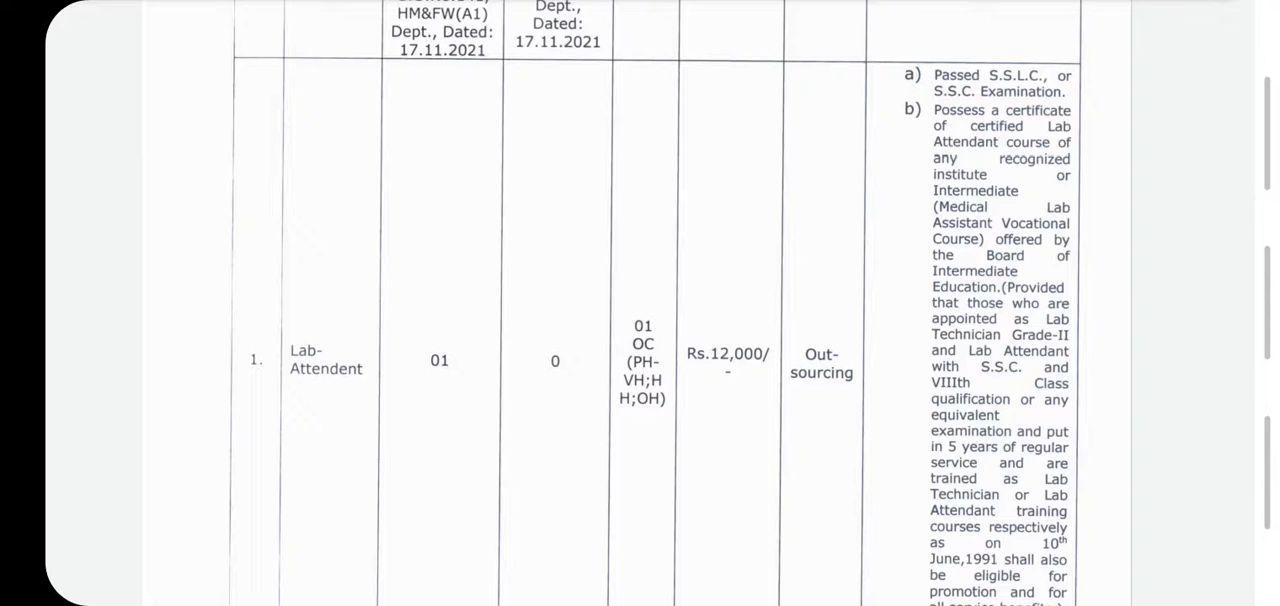 HM&FW(A1)
Dept., Dated:
17.11.2021
Dept.,
Dated:
17.11.2021
1.
Lab-
Attendent
01
0
01
OC
(PH-
VH;H
H;OH)
Rs.12,000/
-
Out-
sourcing
a) Passed S.S.L.C., or
S.S.C. Examination.
b) Possess a certificate
of certified Lab
Attendant course of
any recognized
institute or
Intermediate
(Medical Lab
Assistant Vocational
Course) offered by
the Board of
Intermediate
Education.(Provided
that those who are
appointed as Lab
Technician Grade-II
and Lab Attendant
with S.S.C. and
VIIIth Class
qualification or any
equivalent
examination and put
in 5 years of regular
service and are
trained as Lab
Technician or Lab
Attendant training
courses respectively
as on 10th
June,1991 shall also
be eligible for
promotion and for